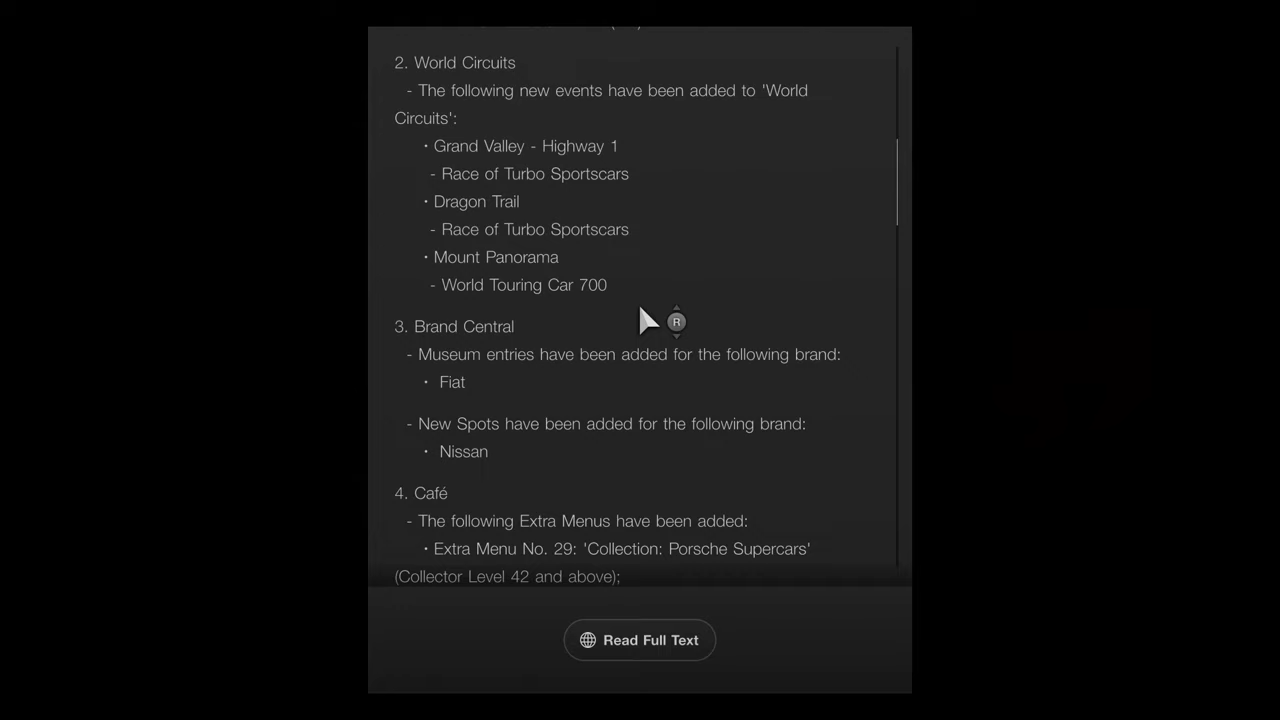 2. World Circuits
- The following new events have been added to 'World
Circuits':
・Grand Valley - Highway 1
- Race of Turbo Sportscars
・Dragon Trail
- Race of Turbo Sportscars
・Mount Panorama
- World Touring Car 700
R
3. Brand Central
- Museum entries have been added for the following brand:
・ Fiat
- New Spots have been added for the following brand:
・ Nissan
4. Café
- The following Extra Menus have been added:
・Extra Menu No. 29: 'Collection: Porsche Supercars'
(Collector Level 42 and above);
Read Full Text